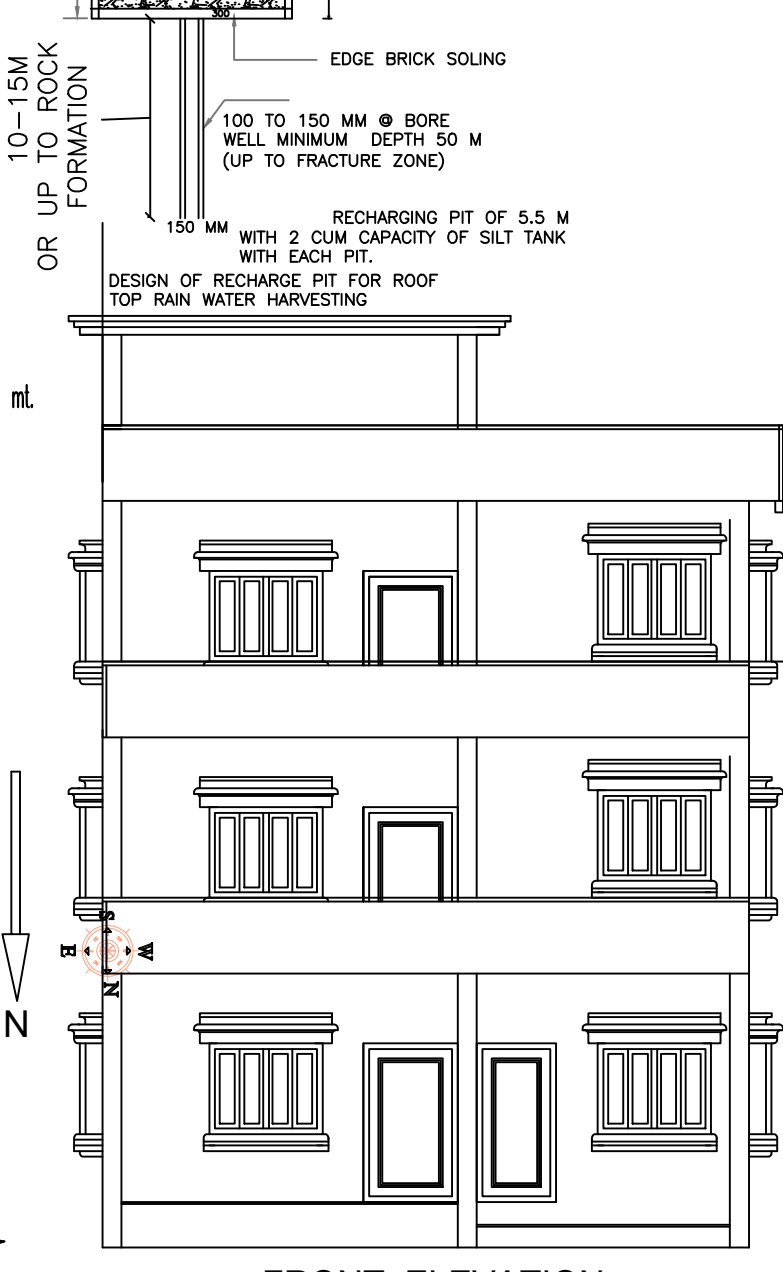 300
EDGE BRICK SOLING
10-15M
OR UP TO ROCK
FORMATION
100 TO 150 MM @ BORE
WELL MINIMUM DEPTH 50 M
(UP TO FRACTURE ZONE)
150 MM
RECHARGING PIT OF 5.5 M
WITH 2 CUM CAPACITY OF SILT TANK
WITH EACH PIT.
DESIGN OF RECHARGE PIT FOR ROOF
TOP RAIN WATER HARVESTING
mt.
S
E
W
N
N
FRONT ELEVATION